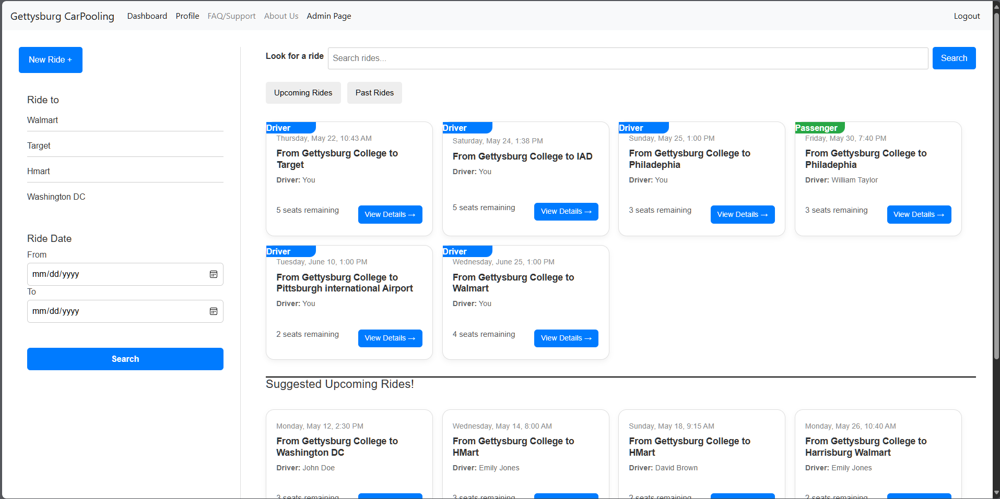 Gettysburg CarPooling Dashboard Profile FAQ/Support About Us Admin Page Logout
New Ride +
Ride to
Walmart
Target
Hmart
Washington DC
Ride Date
From
mm/dd/yyyy
To
mm/dd/yyyy
Search
Look for a ride Search rides... Search
Upcoming Rides Past Rides
Driver
Thursday, May 22, 10:43 AM
From Gettysburg College to
Target
Driver: You
5 seats remaining View Details →
Driver
Saturday, May 24, 1:38 PM
From Gettysburg College to IAD
Driver: You
5 seats remaining View Details →
Driver
Sunday, May 25, 1:00 PM
From Gettysburg College to
Philadephia
Driver: You
3 seats remaining View Details →
Passenger
Friday, May 30, 7:40 PM
From Gettysburg College to
Philadephia
Driver: William Taylor
3 seats remaining View Details →
Driver
Tuesday, June 10, 1:00 PM
From Gettysburg College to
Pittsburgh international Airport
Driver: You
2 seats remaining View Details →
Driver
Wednesday, June 25, 1:00 PM
From Gettysburg College to
Walmart
Driver: You
4 seats remaining View Details →
Suggested Upcoming Rides!
Monday, May 12, 2:30 PM
From Gettysburg College to
Washington DC
Driver: John Doe
3 seats remaining
Wednesday, May 14, 8:00 AM
From Gettysburg College to
HMart
Driver: Emily Jones
3 seats remaining
Sunday, May 18, 9:15 AM
From Gettysburg College to
HMart
Driver: David Brown
2 seats remaining
Monday, May 26, 10:40 AM
From Gettysburg College to
Harrisburg Walmart
Driver: Emily Jones
2 seats remaining